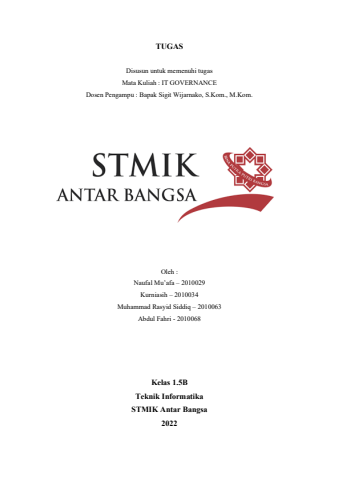 TUGAS
Disusun untuk memenuhi tugas
Mata Kuliah : IT GOVERNANCE
Dosen Pengampu : Bapak Sigit Wijarnako, S.Kom., M.Kom.
STMIK
ANTAR BANGSA
Oleh :
Naufal Mu'afa – 2010029
Kurniasih – 2010034
Muhammad Rasyid Siddiq – 2010063
Abdul Fahri - 2010068
Kelas 1.5B
Teknik Informatika
STMIK Antar Bangsa
2022